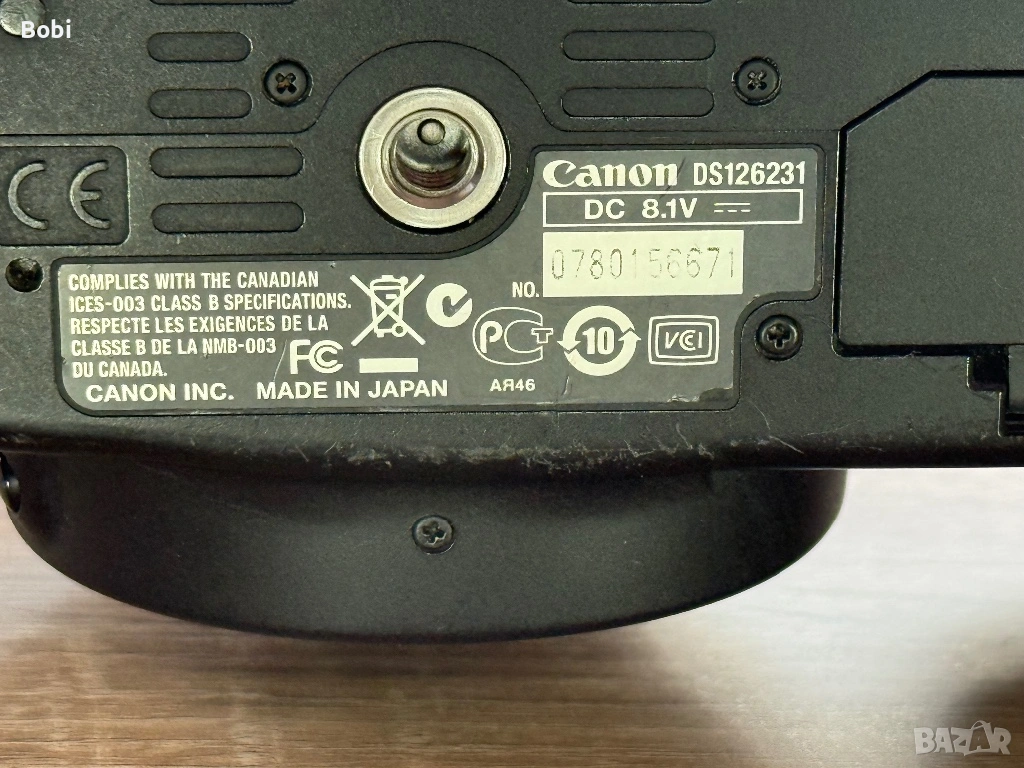 Bobi
Canon DS126231
DC 8.1V
NO. 0780156671
CE
COMPLIES WITH THE CANADIAN
ICES-003 CLASS B SPECIFICATIONS.
RESPECTE LES EXIGENCES DE LA
CLASSE B DE LA NMB-003
DU CANADA.
FC
PCT
10
VCI
АЯ46
CANON INC. MADE IN JAPAN
BAZAR